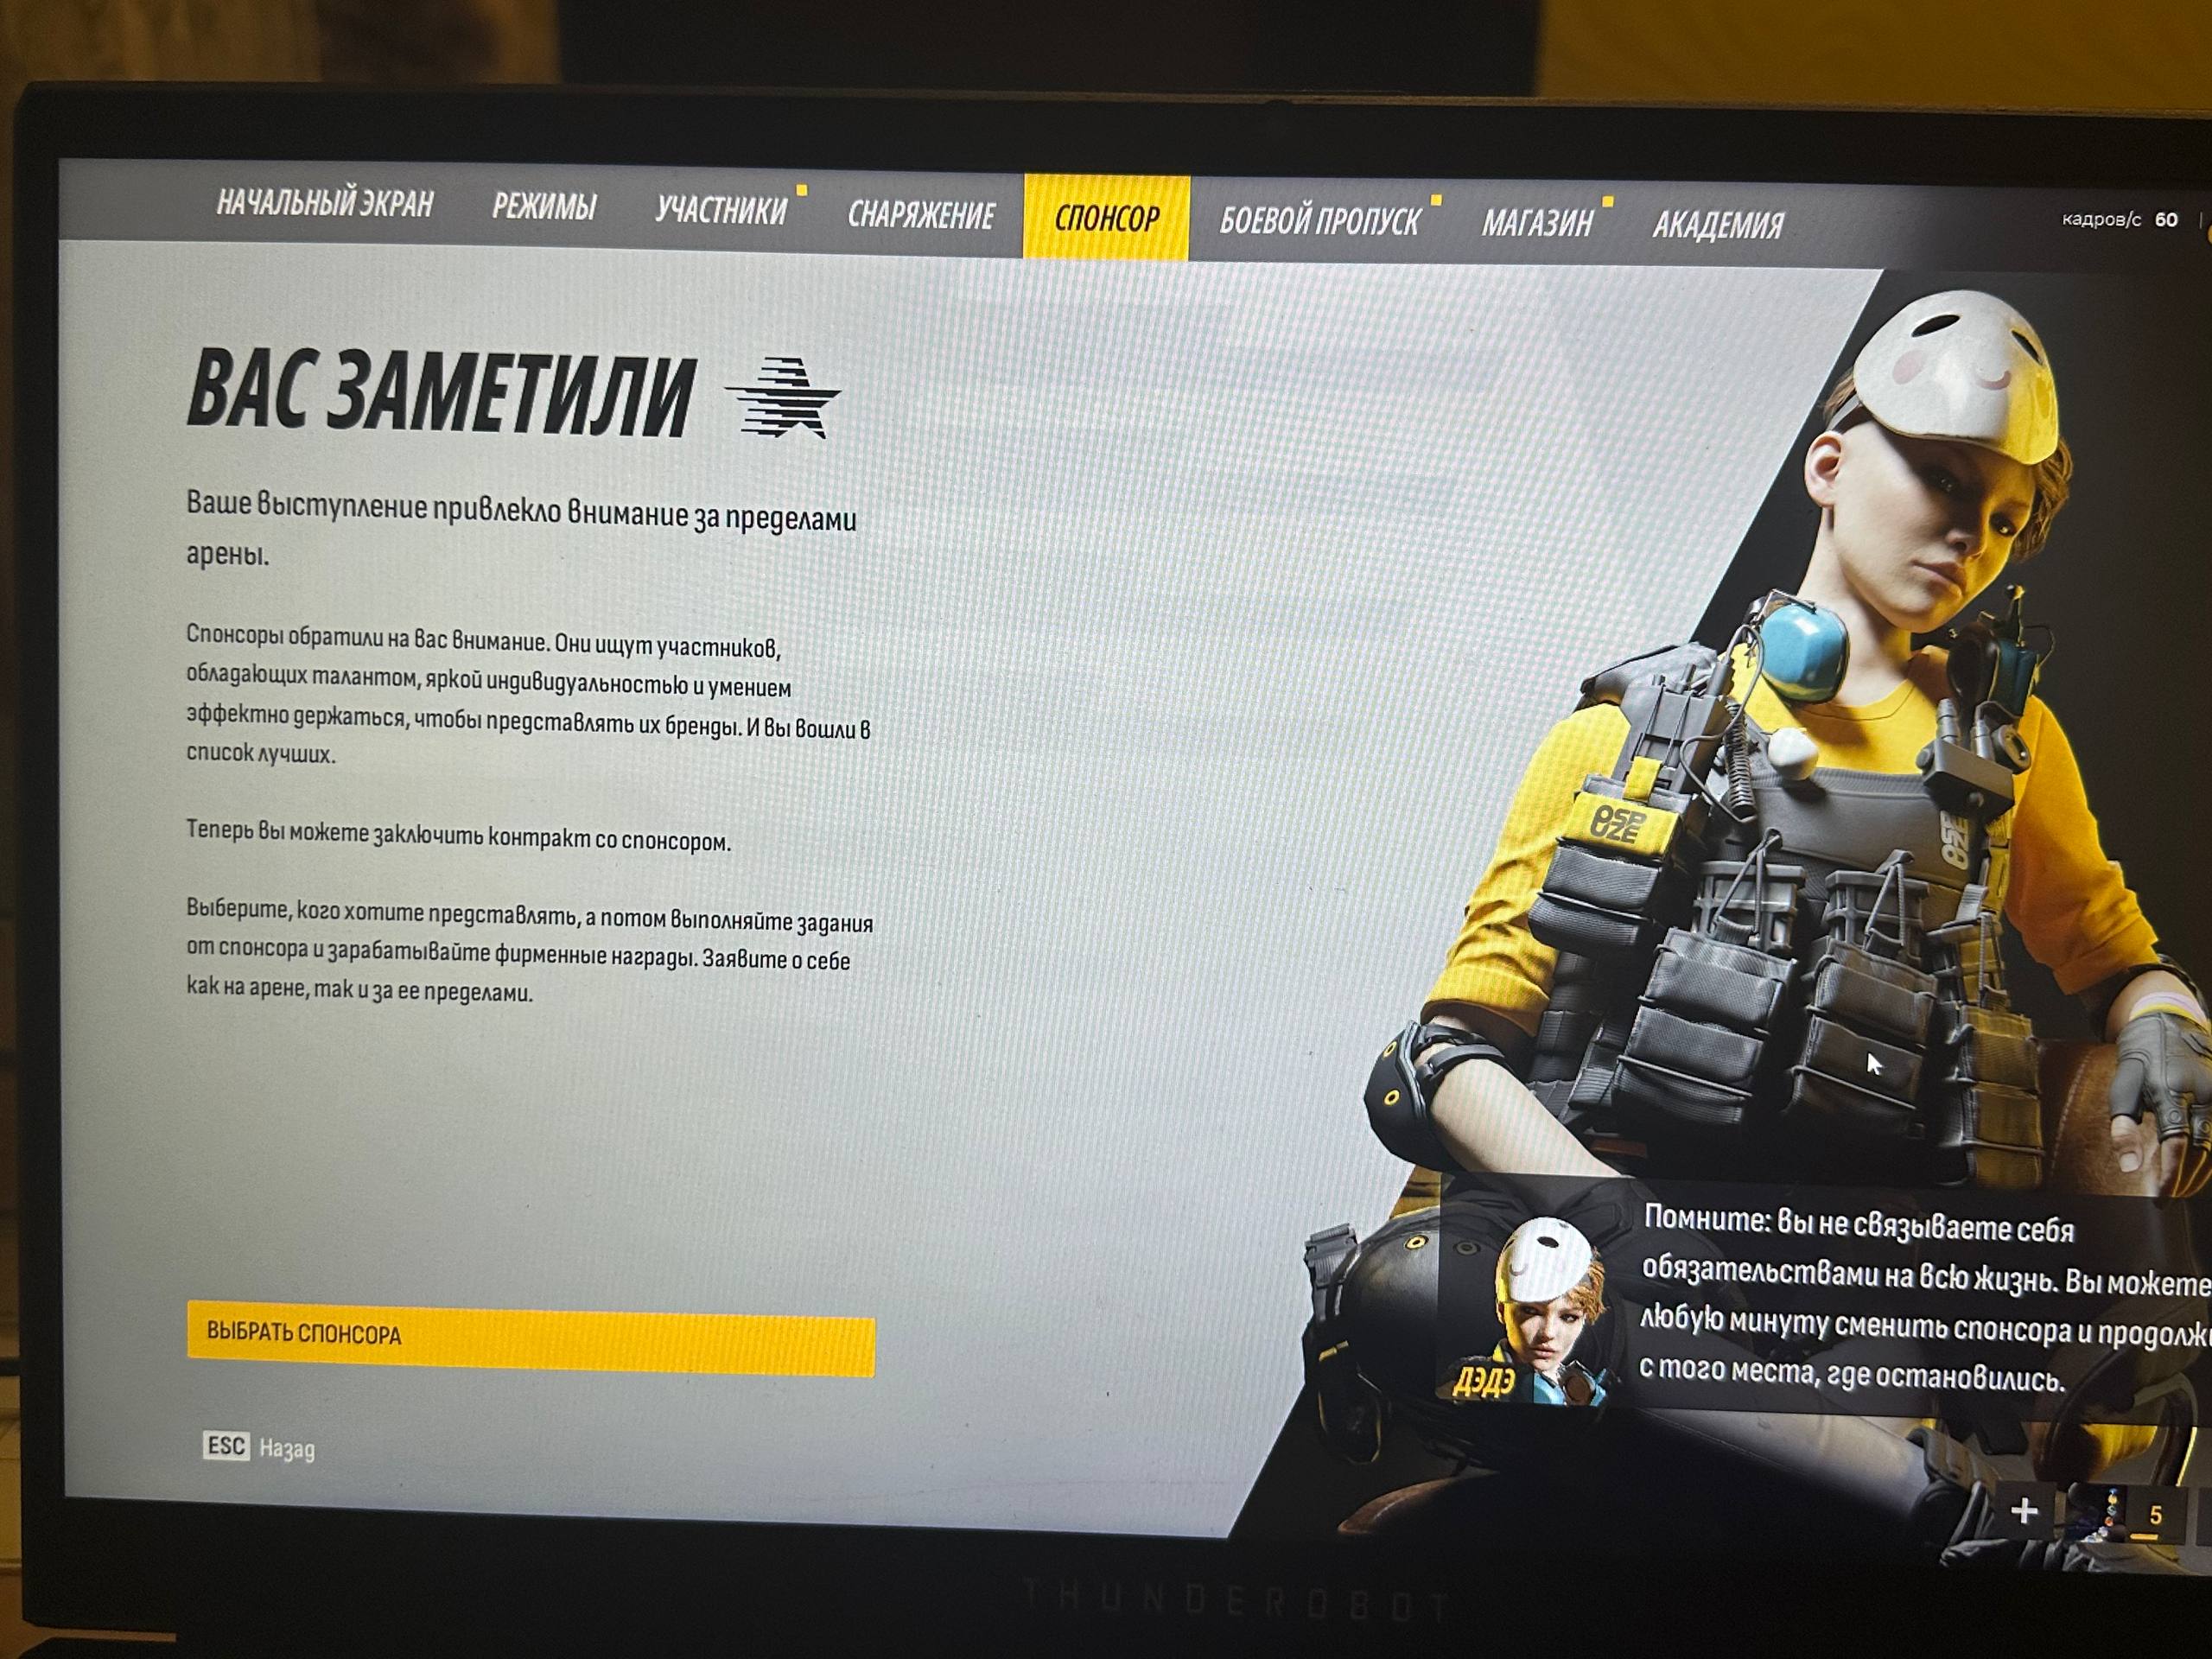 НАЧАЛЬНЫЙ ЭКРАН РЕЖИМЫ УЧАСТНИКИ СНАРЯЖЕНИЕ СПОНСОР БОЕВОЙ ПРОПУСК МАГАЗИН АКАДЕМИЯ кадров/с 60
ВАС ЗАМЕТИЛИ
Ваше выступление привлекло внимание за пределами
арены.
Спонсоры обратили на вас внимание. Они ищут участников,
обладающих талантом, яркой индивидуальностью и умением
эффектно держаться, чтобы представлять их бренды. И вы вошли в
список лучших.
Теперь вы можете заключить контракт со спонсором.
Выберите, кого хотите представлять, а потом выполняйте задания
от спонсора и зарабатывайте фирменные награды. Заявите о себе
как на арене, так и за ее пределами.
ВЫБРАТЬ СПОНСОРА
ESC Назад
OSP
UZE
OSP
UZE
Помните: вы не связываете себя
обязательствами на всю жизнь. Вы можете
любую минуту сменить спонсора и продолж
с того места, где остановились.
ДЭДЭ
+ 5
THUNDEROBOT